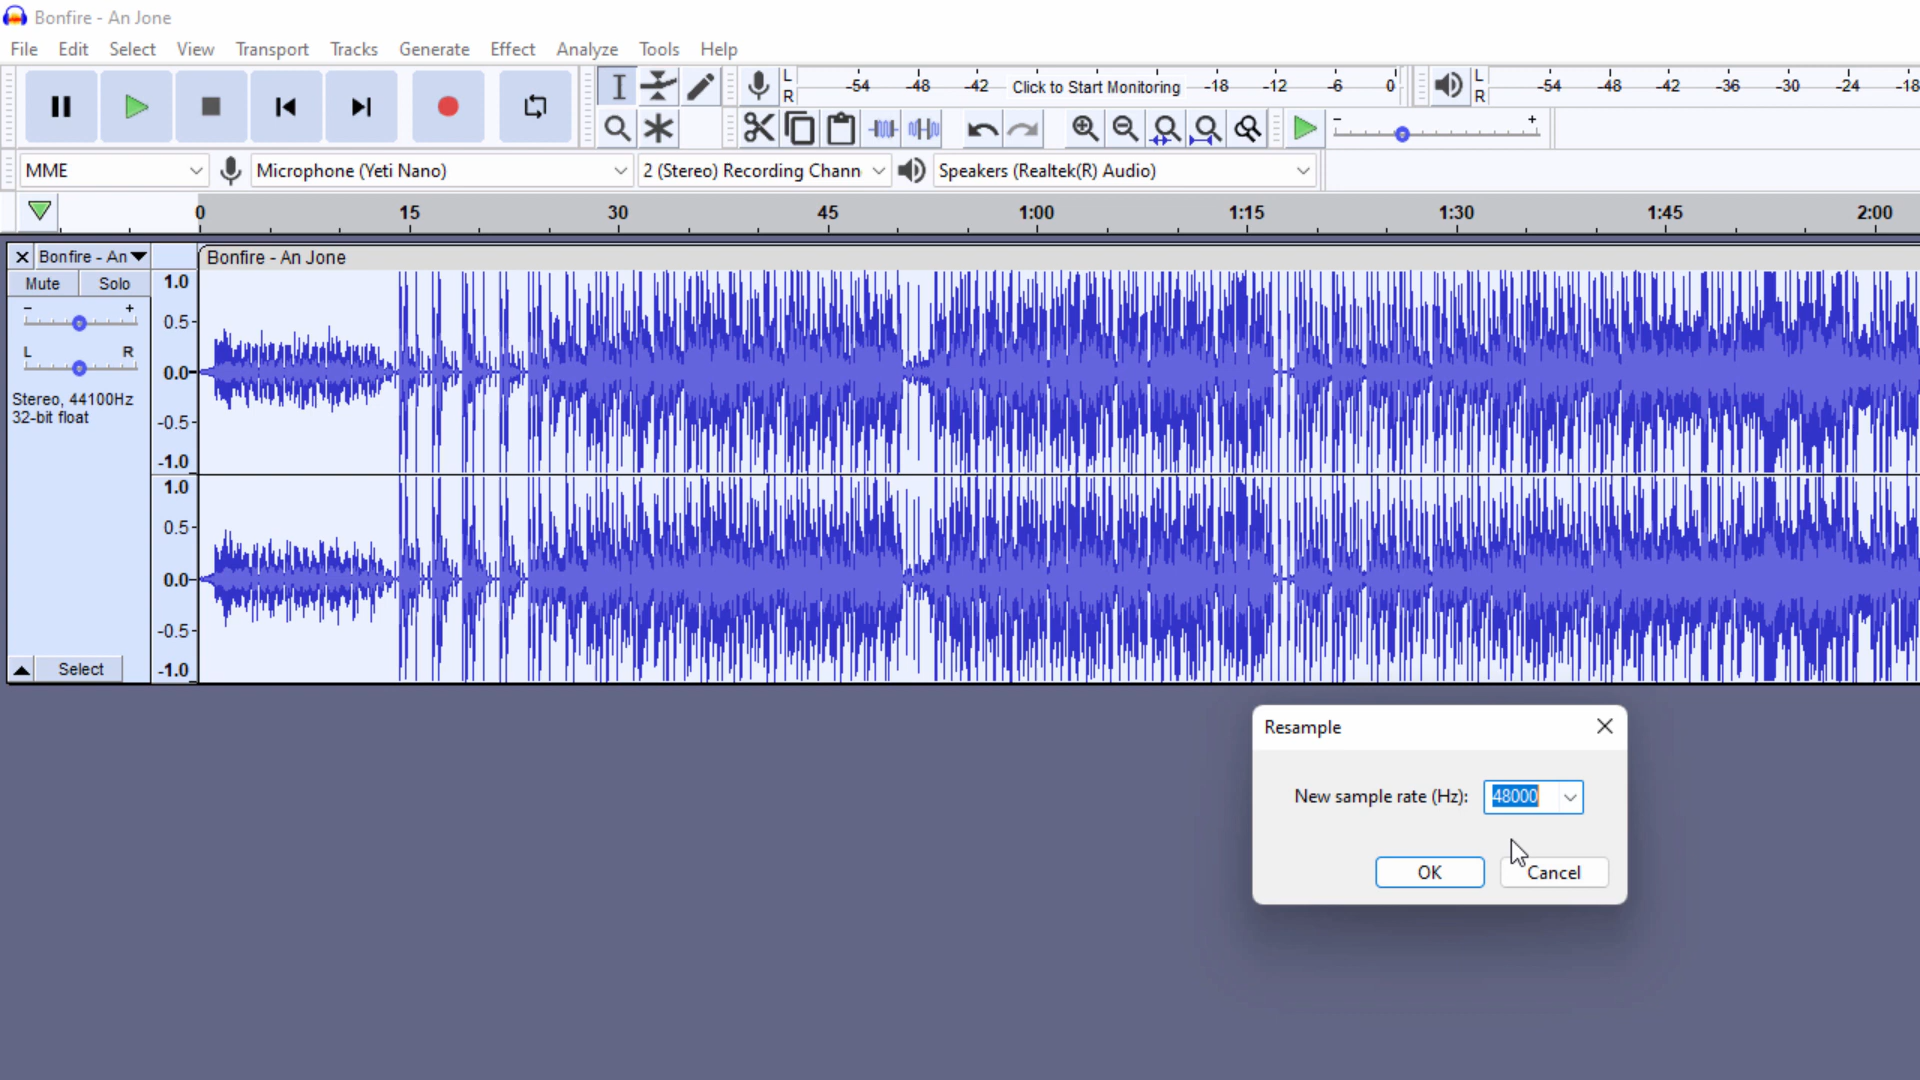 Bonfire - An Jone
File Edit Select View Transport Tracks Generate Effect Analyze Tools Help
L R -54 -48 -42 Click to Start Monitoring -18 -12 -6 0 L R -54 -48 -42 -36 -30 -24 -18
- +
MME Microphone (Yeti Nano) 2 (Stereo) Recording Chann Speakers (Realtek(R) Audio)
0 15 30 45 1:00 1:15 1:30 1:45 2:00
Bonfire - An Bonfire - An Jone
Mute Solo 1.0
- + 0.5
L R 0.0
Stereo, 44100Hz
32-bit float -0.5
-1.0
1.0
0.5
0.0
-0.5
Select -1.0
Resample
New sample rate (Hz): 48000
OK Cancel